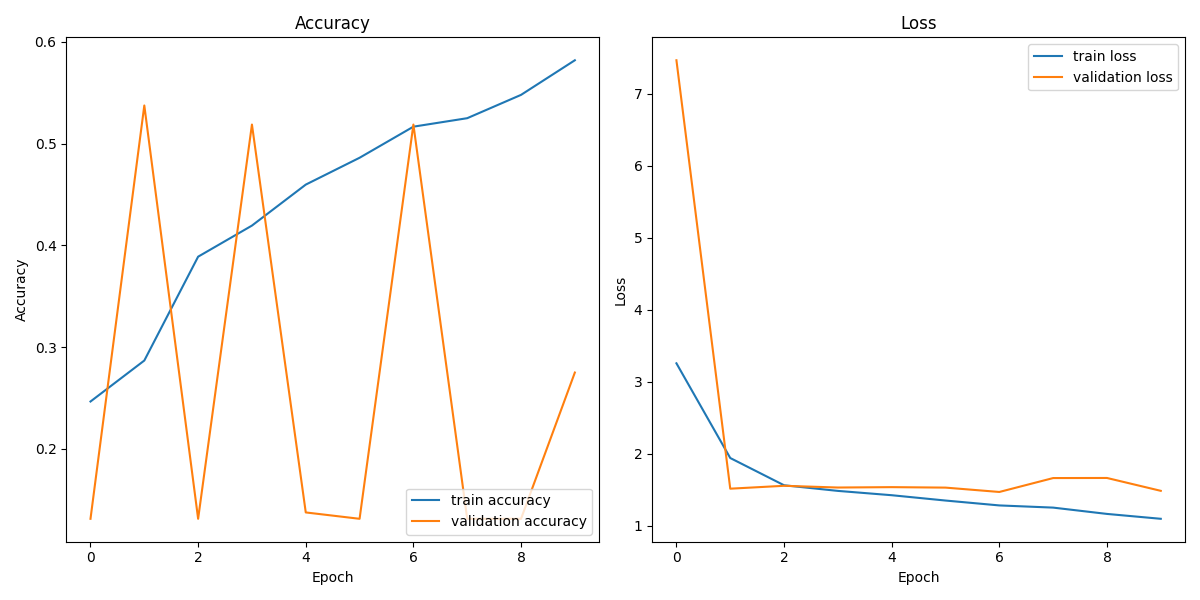 Accuracy
0.6
0.5
0.4
0.3
0.2
Accuracy
train accuracy
validation accuracy
0 2 4 6 8
Epoch
Loss
7
6
5
4
3
2
1
Loss
train loss
validation loss
0 2 4 6 8
Epoch